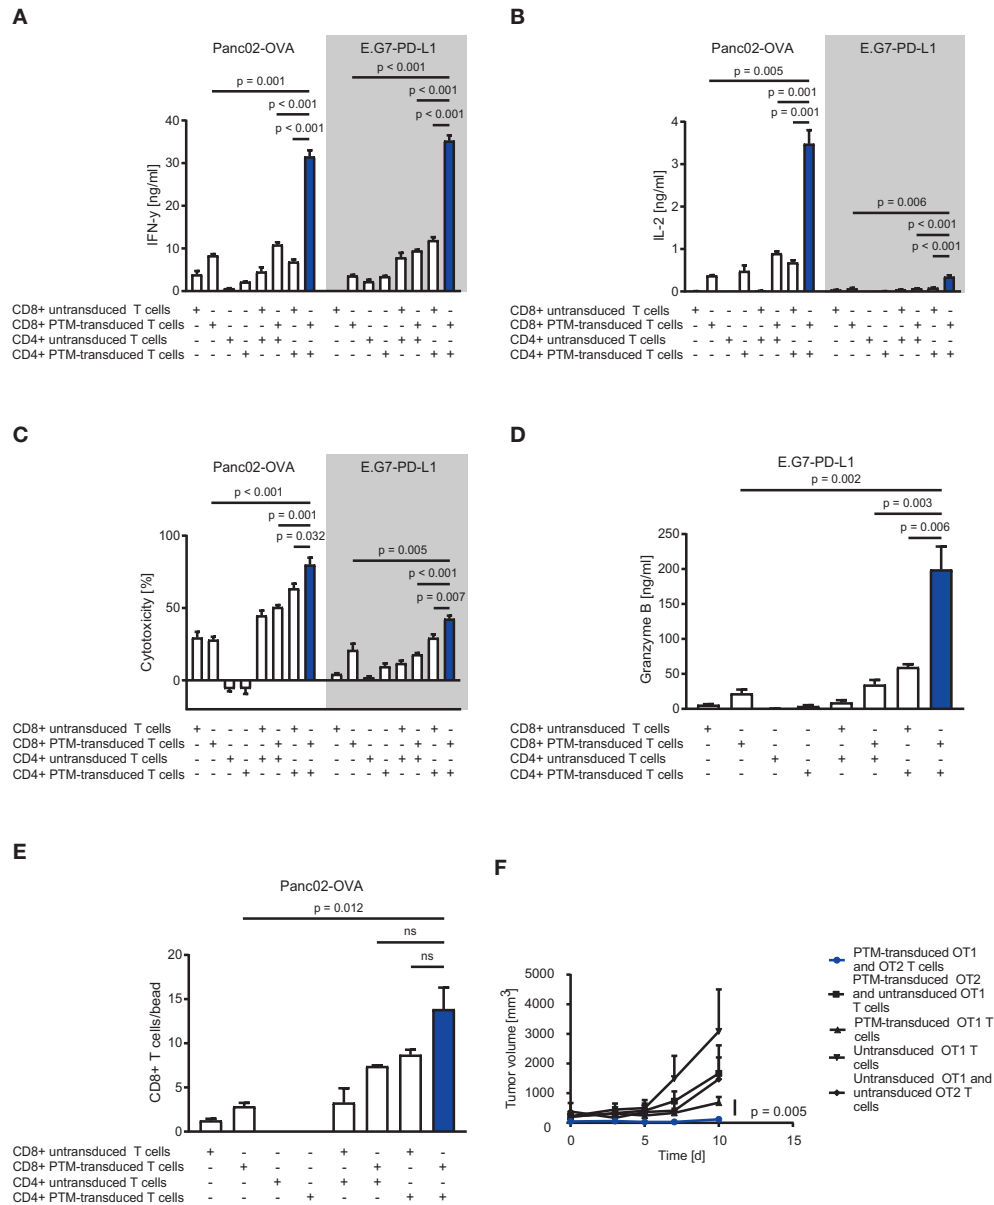 A
Panc02-OVA
E.G7-PD-L1
p = 0.001
p < 0.001
p < 0.001
p < 0.001
p < 0.001
p < 0.001
IFN-y [ng/ml]
40
30
20
10
0
CD8+ untransduced T cells + - - - + - + - + - - - + - + -
CD8+ PTM-transduced T cells - + - - - + - + - + - - - + - +
CD4+ untransduced T cells - - + - + + - - - - + - + + - -
CD4+ PTM-transduced T cells - - - + - - + + - - - + - - + +
B
Panc02-OVA
E.G7-PD-L1
p = 0.005
p = 0.001
p = 0.001
p = 0.006
p < 0.001
p < 0.001
IL-2 [ng/ml]
4
3
2
1
0
CD8+ untransduced T cells + - - - + - + - + - - - + - + -
CD8+ PTM-transduced T cells - + - - - + - + - + - - - + - +
CD4+ untransduced T cells - - + - + + - - - - + - + + - -
CD4+ PTM-transduced T cells - - - + - - + + - - - + - - + +
C
Panc02-OVA
E.G7-PD-L1
p < 0.001
p = 0.001
p = 0.032
p = 0.005
p < 0.001
p = 0.007
Cytotoxicity [%]
100
50
0
CD8+ untransduced T cells + - - - + - + - + - - - + - + -
CD8+ PTM-transduced T cells - + - - - + - + - + - - - + - +
CD4+ untransduced T cells - - + - + + - - - - + - + + - -
CD4+ PTM-transduced T cells - - - + - - + + - - - + - - + +
D
E.G7-PD-L1
p = 0.002
p = 0.003
p = 0.006
Granzyme B [ng/ml]
250
200
150
100
50
0
CD8+ untransduced T cells + - - - + - + -
CD8+ PTM-transduced T cells - + - - - + - +
CD4+ untransduced T cells - - + - + + - -
CD4+ PTM-transduced T cells - - - + - - + +
E
Panc02-OVA
p = 0.012
ns
ns
CD8+ T cells/bead
20
15
10
5
0
CD8+ untransduced T cells + - - - + - + -
CD8+ PTM-transduced T cells - + - - - + - +
CD4+ untransduced T cells - - + - + + - -
CD4+ PTM-transduced T cells - - - + - - + +
F
Tumor volume [mm3]
5000
4000
3000
2000
1000
0
0 5 10 15
Time [d]
p = 0.005
PTM-transduced OT1
and OT2 T cells
PTM-transduced OT2
and untransduced OT1
T cells
PTM-transduced OT1 T
cells
Untransduced OT1 T
cells
Untransduced OT1 and
untransduced OT2 T
cells